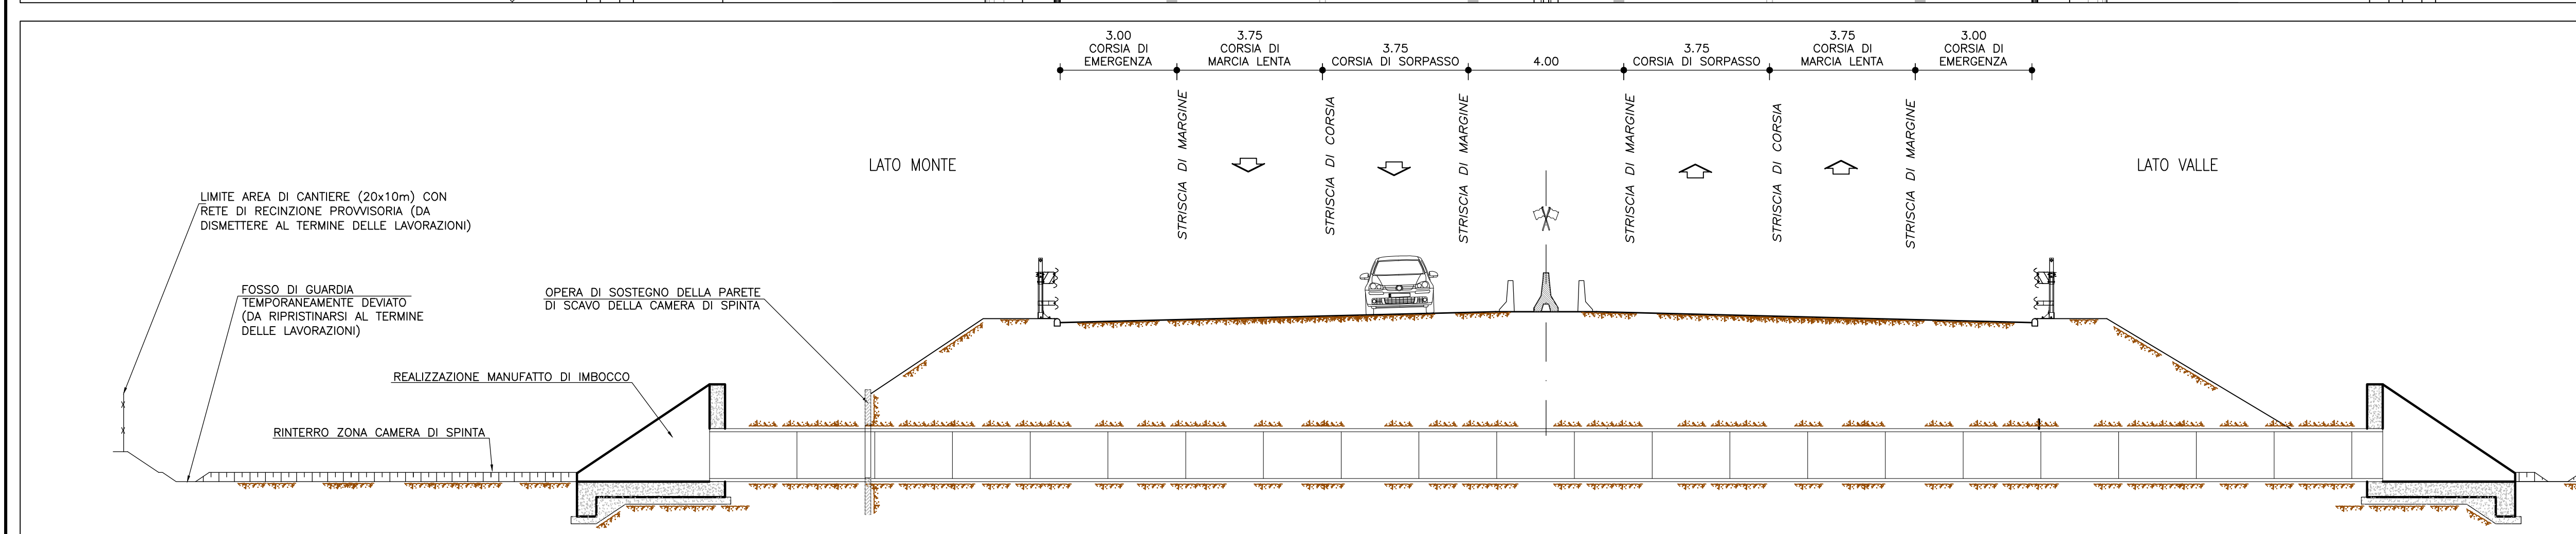 3.00
CORSIA DI
EMERGENZA
3.75
CORSIA DI
MARCIA LENTA
3.75
CORSIA DI SORPASSO
4.00
3.75
CORSIA DI SORPASSO
3.75
CORSIA DI
MARCIA LENTA
3.00
CORSIA DI
EMERGENZA
STRISCIA DI MARGINE
STRISCIA DI CORSIA
STRISCIA DI MARGINE
STRISCIA DI MARGINE
STRISCIA DI CORSIA
STRISCIA DI MARGINE
LATO MONTE
LATO VALLE
LIMITE AREA DI CANTIERE (20x10m) CON
RETE DI RECINZIONE PROVVISORIA (DA
DISMETTERE AL TERMINE DELLE LAVORAZIONI)
FOSSO DI GUARDIA
TEMPORANEAMENTE DEVIATO
(DA RIPRISTINARSI AL TERMINE
DELLE LAVORAZIONI)
OPERA DI SOSTEGNO DELLA PARETE
DI SCAVO DELLA CAMERA DI SPINTA
REALIZZAZIONE MANUFATTO DI IMBOCCO
RINTERRO ZONA CAMERA DI SPINTA